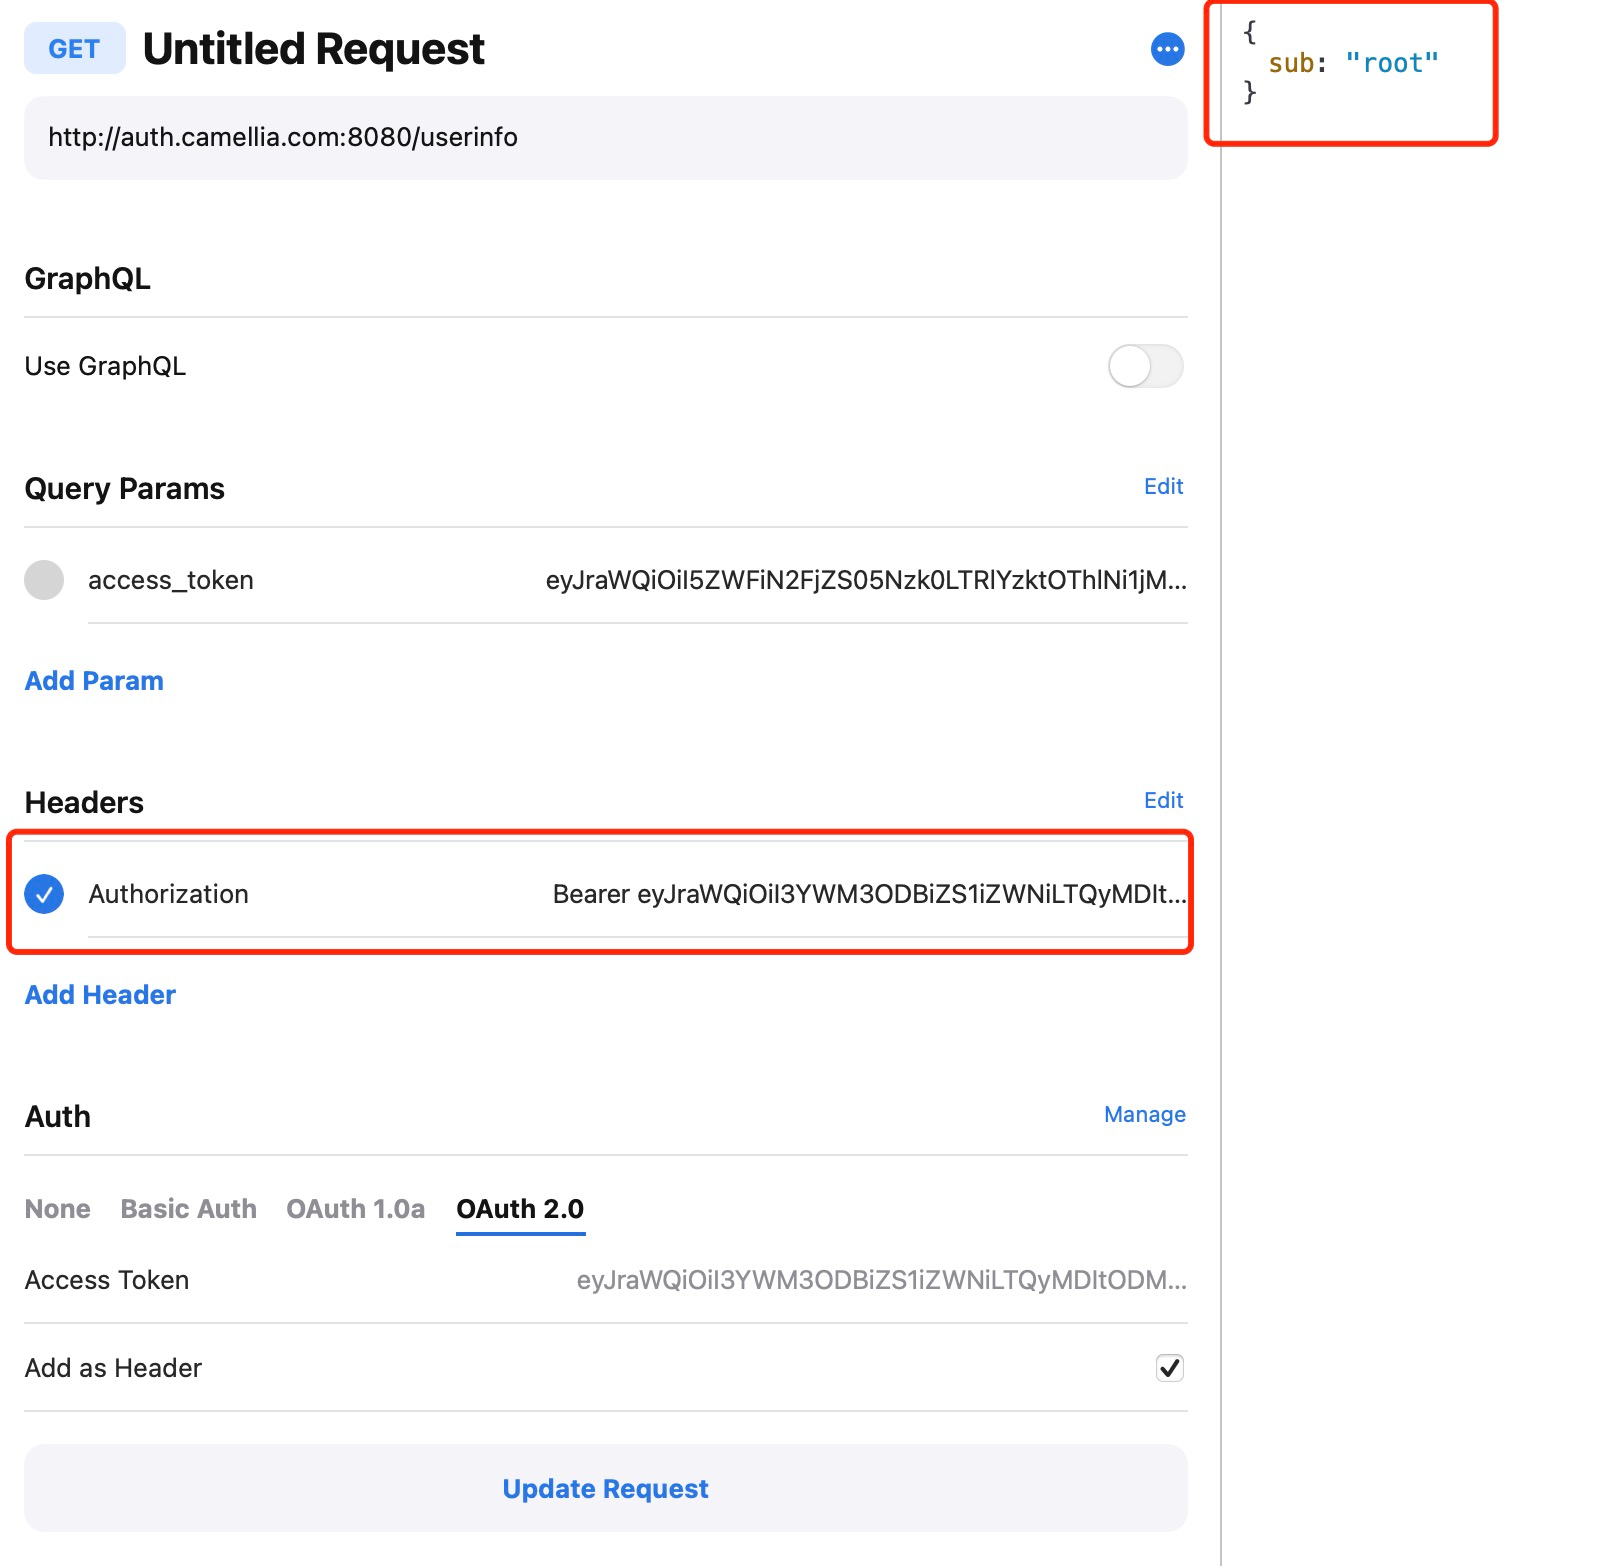 GET Untitled Request
http://auth.camellia.com:8080/userinfo
GraphQL
Use GraphQL
Query Params Edit
access_token eyJraWQiOiI5ZWFiN2FjZS05Nzk0LTRlYzktOThlNi1jM...
Add Param
Headers Edit
Authorization Bearer eyJraWQiOiI3YWM3ODBiZS1iZWNiLTQyMDIt...
Add Header
Auth Manage
None Basic Auth OAuth 1.0a OAuth 2.0
Access Token eyJraWQiOiI3YWM3ODBiZS1iZWNiLTQyMDItODM...
Add as Header
Update Request
{
sub: "root"
}